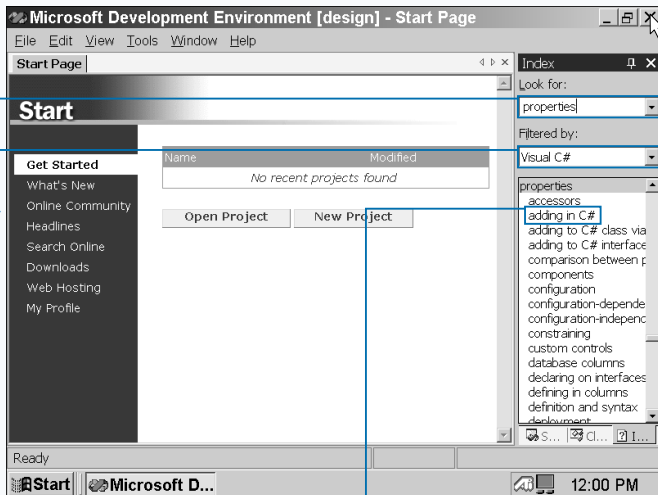 Microsoft Development Environment [design] - Start Page
File Edit View Tools Window Help
Start Page
Start
Get Started
What's New
Online Community
Headlines
Search Online
Downloads
Web Hosting
My Profile
Name Modified
No recent projects found
Open Project New Project
Index
Look for:
properties
Filtered by:
Visual C#
properties
accessors
adding in C#
adding to C# class via
adding to C# interface
comparison between p
components
configuration
configuration-depende
configuration-independ
constraining
custom controls
database columns
declaring on interfaces
defining in columns
definition and syntax
deployment
S... Cl... I...
Ready
Start Microsoft D... 12:00 PM